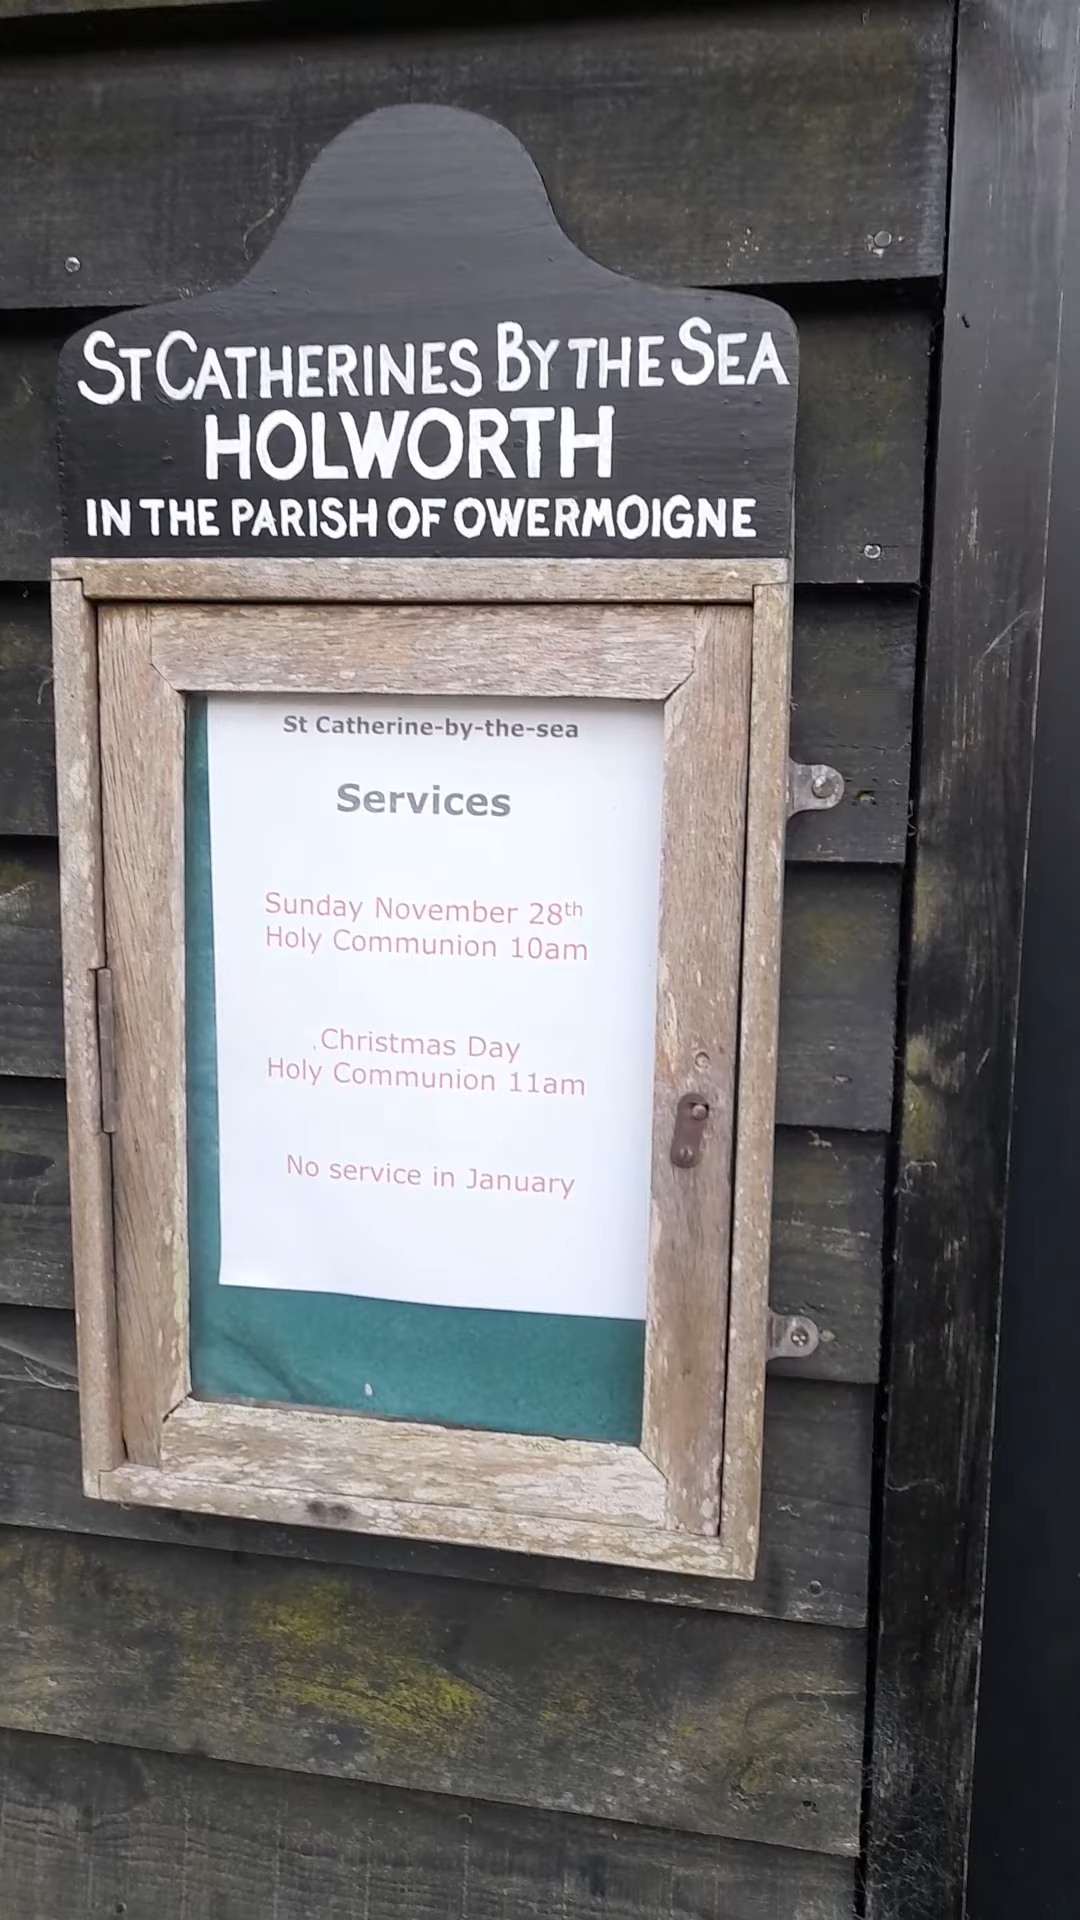 ST CATHERINES BY THE SEA
HOLWORTH
IN THE PARISH OF OWERMOIGNE
St Catherine-by-the-sea
Services
Sunday November 28th
Holy Communion 10am
.Christmas Day
Holy Communion 11am
No service in January